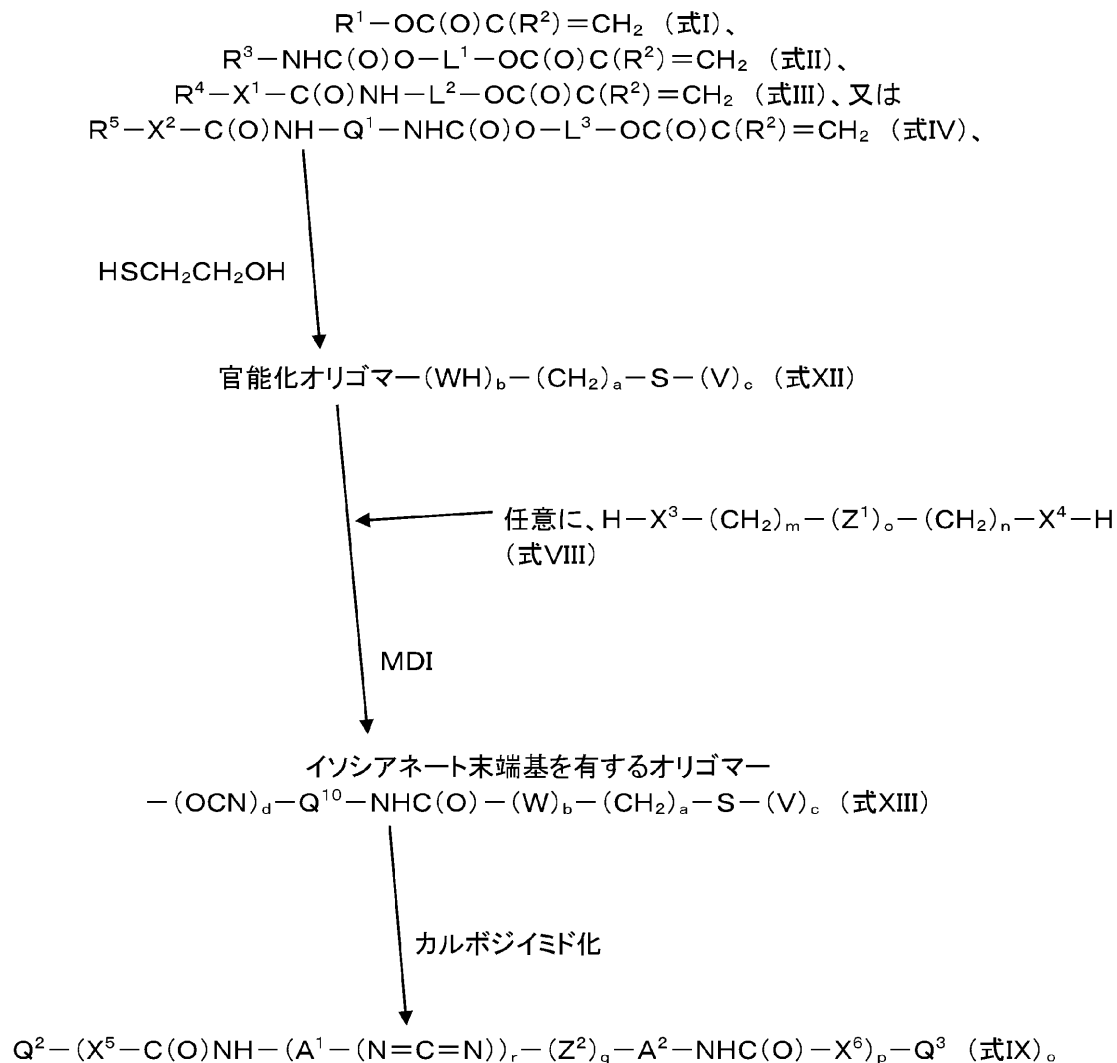 R¹－OC(O)C(R²)＝CH₂ (式I)、
R³－NHC(O)O－L¹－OC(O)C(R²)＝CH₂ (式II)、
R⁴－X¹－C(O)NH－L²－OC(O)C(R²)＝CH₂ (式III)、又は
R⁵－X²－C(O)NH－Q¹－NHC(O)O－L³－OC(O)C(R²)＝CH₂ (式IV)、
HSCH₂CH₂OH
官能化オリゴマー－(WH)b－(CH₂)ₐ－S－(V)c (式XII)
任意に、H－X³－(CH₂)ₘ－(Z¹)ₒ－(CH₂)ₙ－X⁴－H
(式VIII)
MDI
イソシアネート末端基を有するオリゴマー
－(OCN)d－Q¹⁰－NHC(O)－(W)b－(CH₂)ₐ－S－(V)c (式XIII)
カルボジイミド化
Q²－(X⁵－C(O)NH－(A¹－(N＝C＝N))ᵣ－(Z²)q－A²－NHC(O)－X⁶)ₚ－Q³ (式IX)。